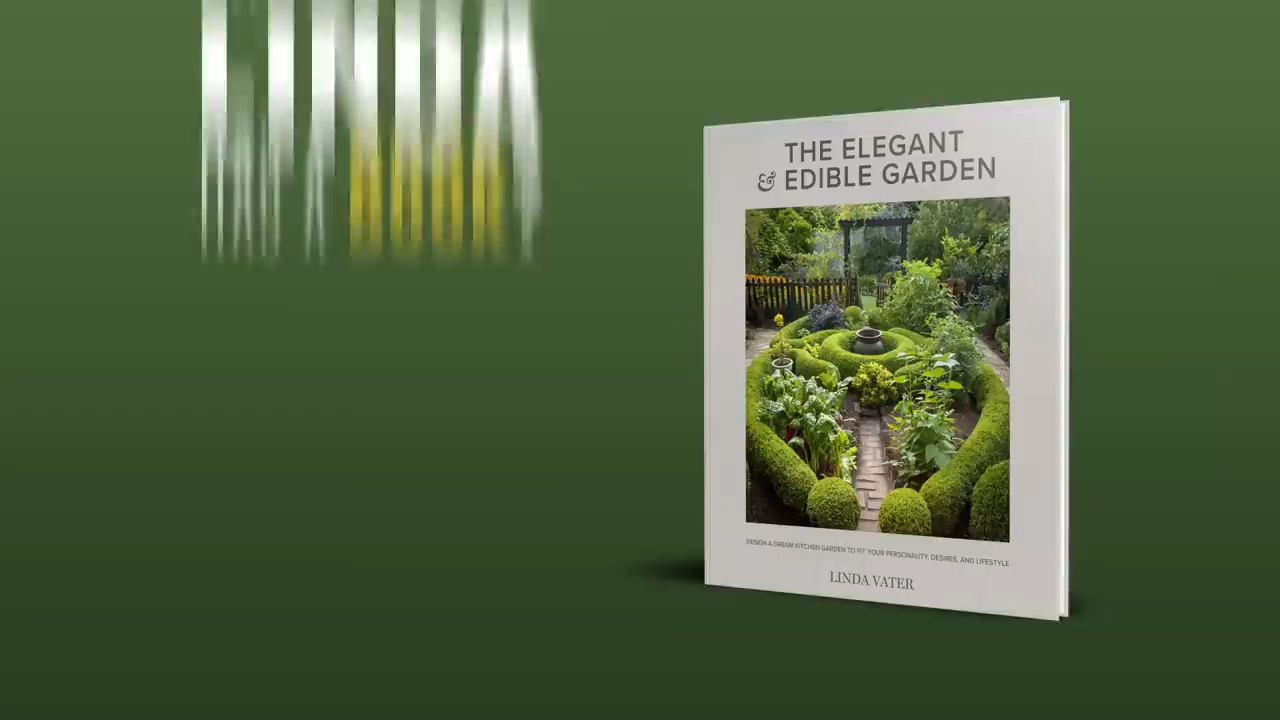 THE ELEGANT
& EDIBLE GARDEN
DESIGN A DREAM KITCHEN GARDEN TO FIT YOUR PERSONALITY, DESIRES, AND LIFESTYLE
LINDA VATER